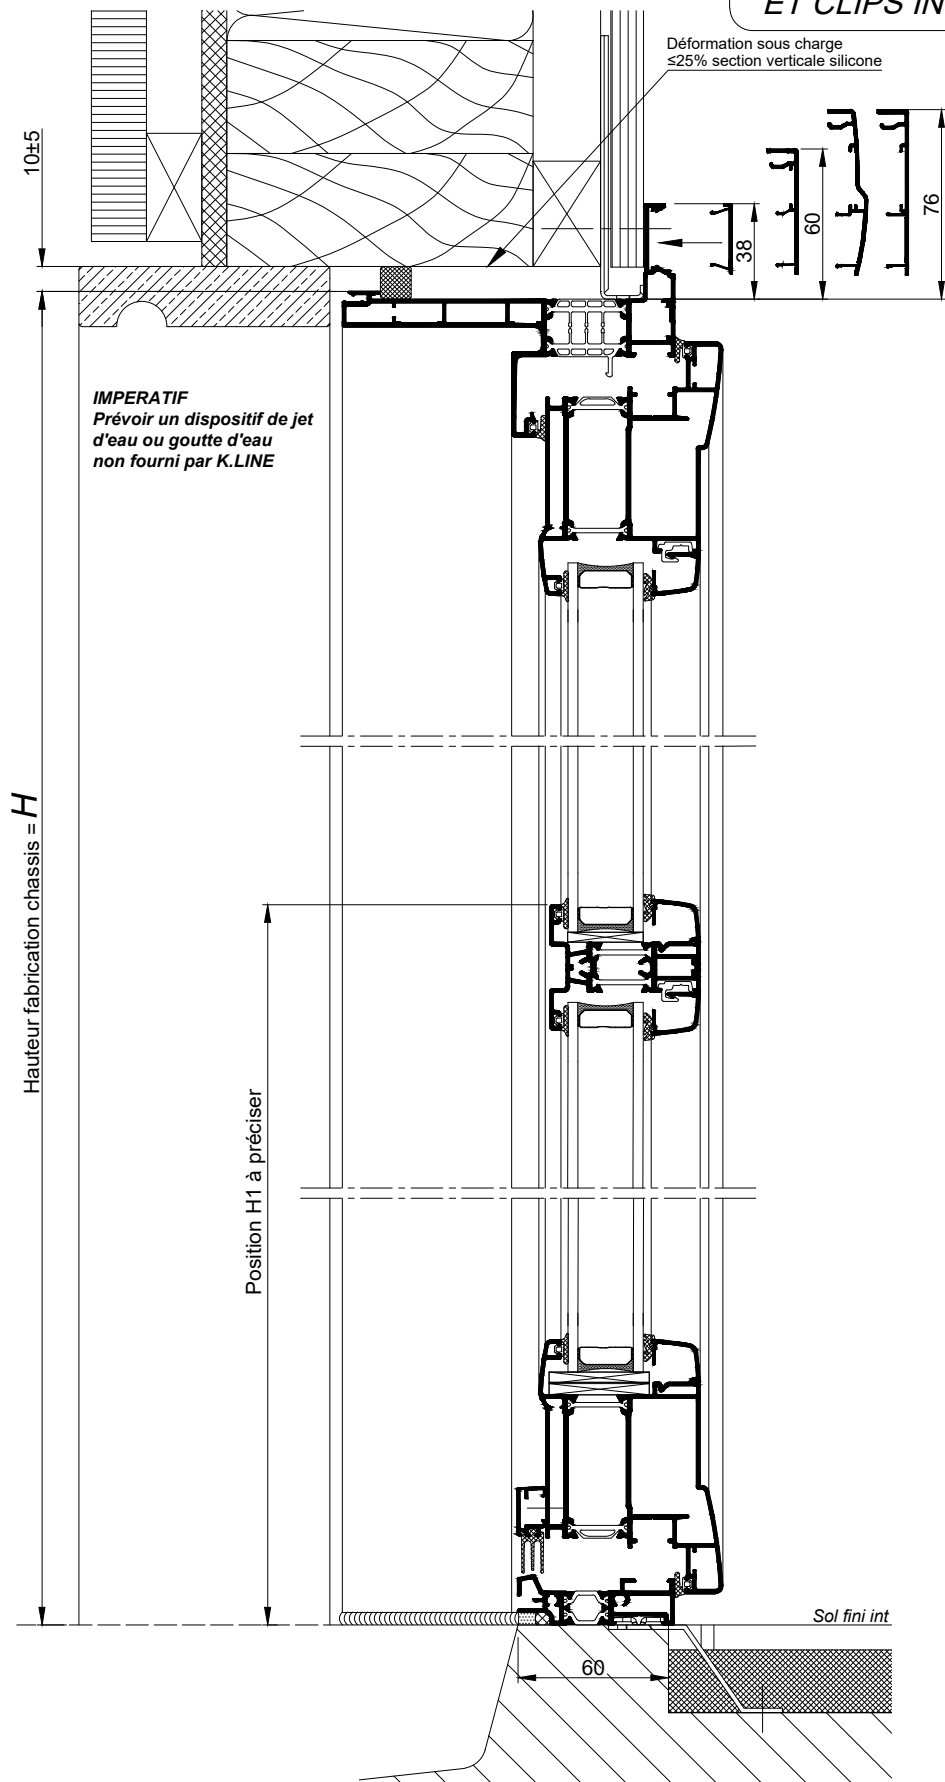 ET CLIPS IN
Déformation sous charge
≤25% section verticale silicone
10±5
38
60
76
IMPERATIF
Prévoir un dispositif de jet
d'eau ou goutte d'eau
non fourni par K.LINE
Hauteur fabrication chassis = H
Position H1 à préciser
Sol fini int
60